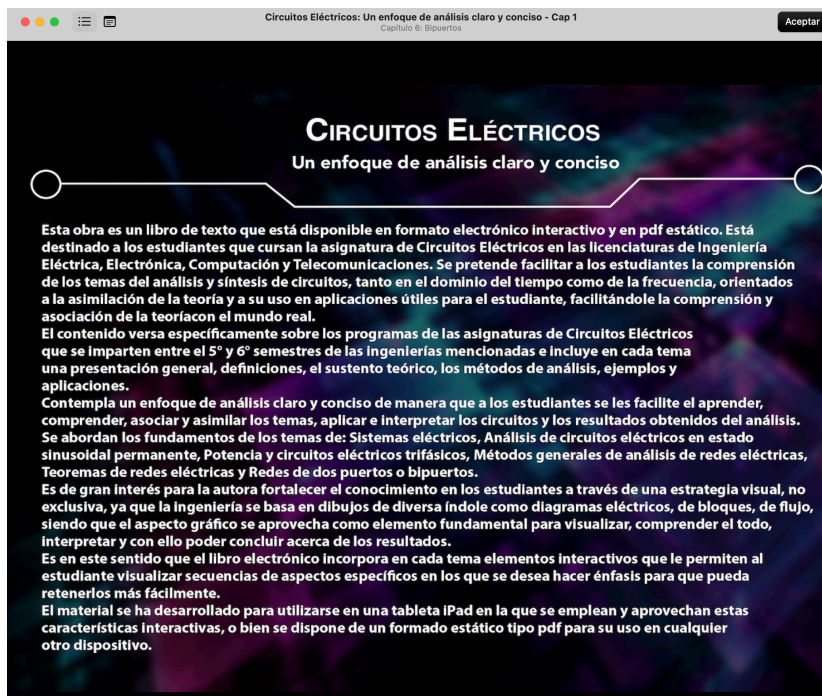 Circuitos Eléctricos: Un enfoque de análisis claro y conciso - Cap 1
Capítulo 6: Bipuertos
Aceptar
CIRCUITOS ELÉCTRICOS
Un enfoque de análisis claro y conciso
Esta obra es un libro de texto que está disponible en formato electrónico interactivo y en pdf estático. Está
destinado a los estudiantes que cursan la asignatura de Circuitos Eléctricos en las licenciaturas de Ingeniería
Eléctrica, Electrónica, Computación y Telecomunicaciones. Se pretende facilitar a los estudiantes la comprensión
de los temas del análisis y síntesis de circuitos, tanto en el dominio del tiempo como de la frecuencia, orientados
a la asimilación de la teoría y a su uso en aplicaciones útiles para el estudiante, facilitándole la comprensión y
asociación de la teoríacon el mundo real.
El contenido versa específicamente sobre los programas de las asignaturas de Circuitos Eléctricos
que se imparten entre el 5° y 6° semestres de las ingenierías mencionadas e incluye en cada tema
una presentación general, definiciones, el sustento teórico, los métodos de análisis, ejemplos y
aplicaciones.
Contempla un enfoque de análisis claro y conciso de manera que a los estudiantes se les facilite el aprender,
comprender, asociar y asimilar los temas, aplicar e interpretar los circuitos y los resultados obtenidos del análisis.
Se abordan los fundamentos de los temas de: Sistemas eléctricos, Análisis de circuitos eléctricos en estado
sinusoidal permanente, Potencia y circuitos eléctricos trifásicos, Métodos generales de análisis de redes eléctricas,
Teoremas de redes eléctricas y Redes de dos puertos o bipuertos.
Es de gran interés para la autora fortalecer el conocimiento en los estudiantes a través de una estrategia visual, no
exclusiva, ya que la ingeniería se basa en dibujos de diversa índole como diagramas eléctricos, de bloques, de flujo,
siendo que el aspecto gráfico se aprovecha como elemento fundamental para visualizar, comprender el todo,
interpretar y con ello poder concluir acerca de los resultados.
Es en este sentido que el libro electrónico incorpora en cada tema elementos interactivos que le permiten al
estudiante visualizar secuencias de aspectos específicos en los que se desea hacer énfasis para que pueda
retenerlos más fácilmente.
El material se ha desarrollado para utilizarse en una tableta iPad en la que se emplean y aprovechan estas
características interactivas, o bien se dispone de un formado estático tipo pdf para su uso en cualquier
otro dispositivo.